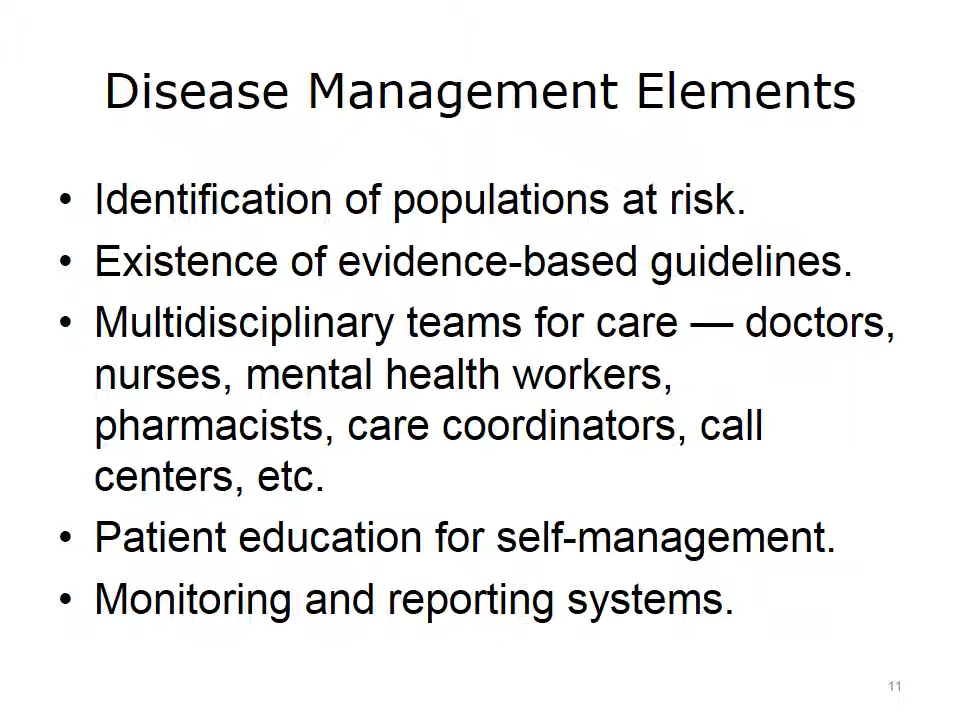 Disease Management Elements
• Identification of populations at risk.
• Existence of evidence-based guidelines.
• Multidisciplinary teams for care — doctors,
nurses, mental health workers,
pharmacists, care coordinators, call
centers, etc.
• Patient education for self-management.
• Monitoring and reporting systems.
11